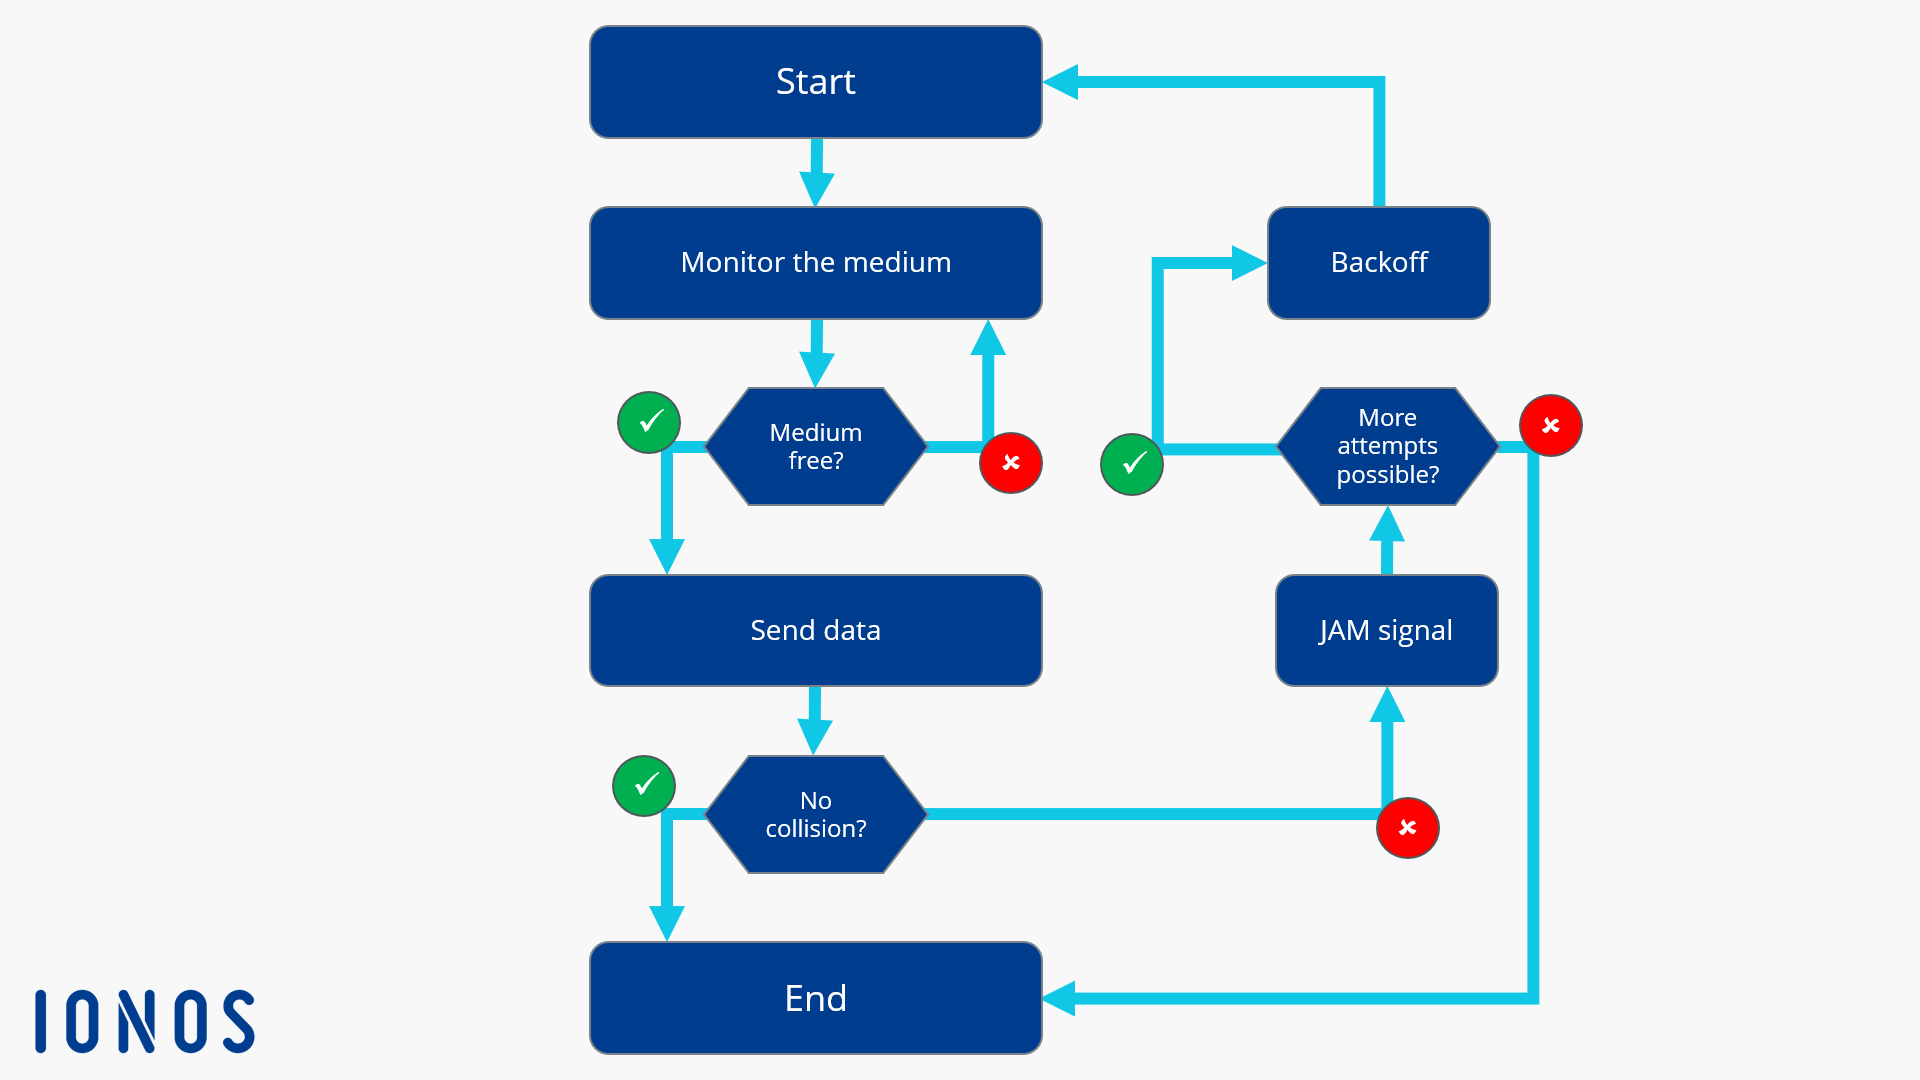 Start
Monitor the medium
Backoff
Medium
free?
More
attempts
possible?
Send data
JAM signal
No
collision?
End
IONOS